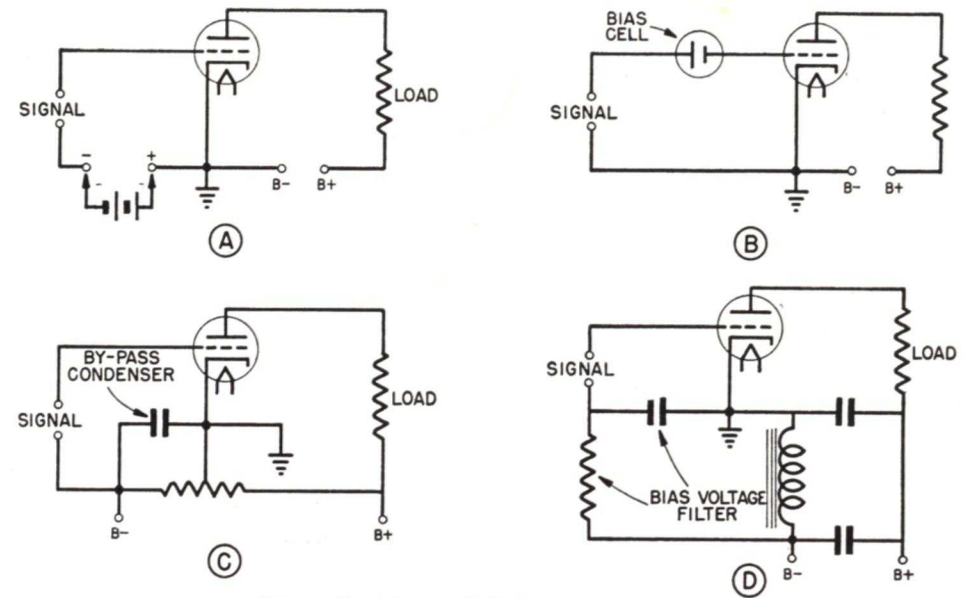 SIGNAL
LOAD
−
+
-
-
B−
B+
A
BIAS
CELL
SIGNAL
B−
B+
B
BY-PASS
CONDENSER
SIGNAL
LOAD
B−
B+
C
SIGNAL
LOAD
BIAS VOLTAGE
FILTER
B−
B+
D